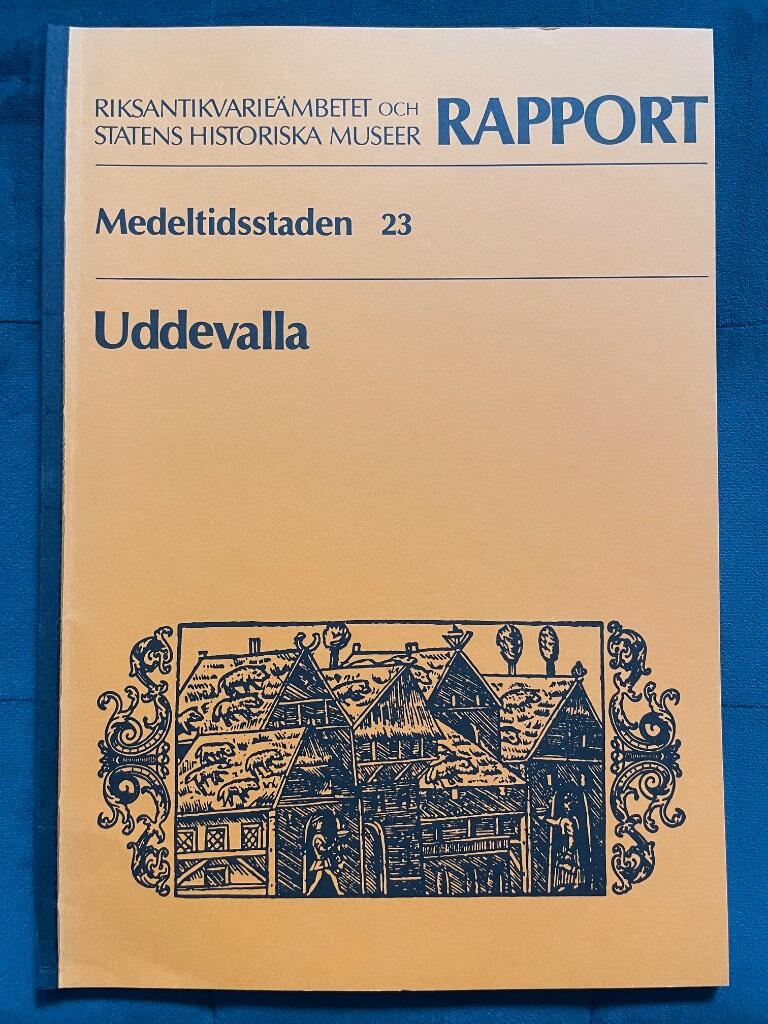 RIKSANTIKVARIEÄMBETET OCH
STATENS HISTORISKA MUSEER RAPPORT
Medeltidsstaden 23
Uddevalla